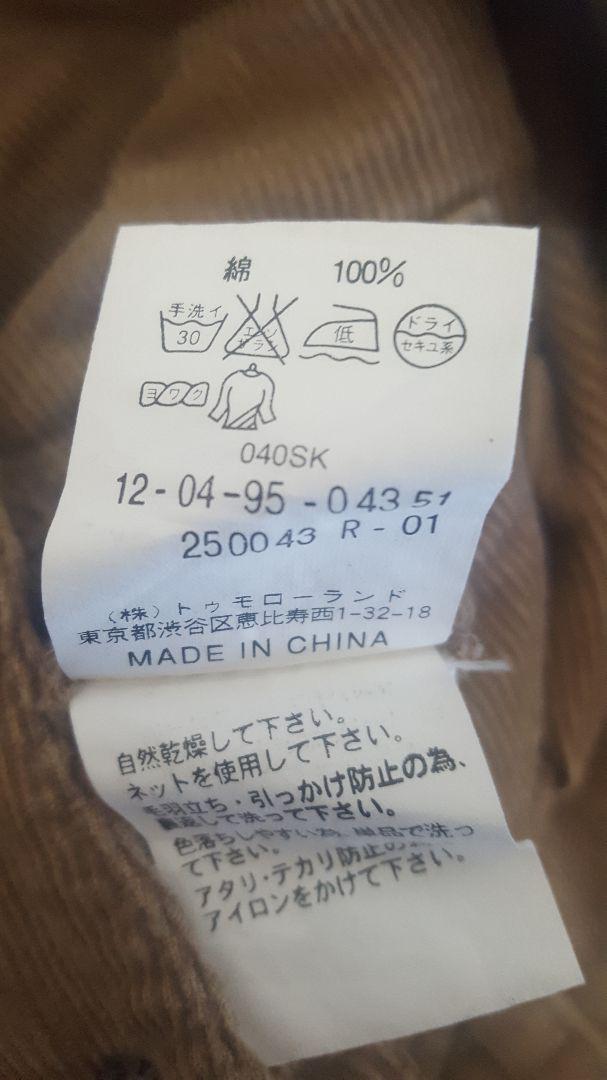 綿 100%
手洗イ
30
エンソ
サラシ
低
ドライ
セキユ系
ヨワク
040SK
12-04-95-04351
250043 R-01
(株)トゥモローランド
東京都渋谷区恵比寿西1-32-18
MADE IN CHINA
自然乾燥して下さい。
ネットを使用して下さい。
毛羽立ち・引っかけ防止の為、
裏返して洗って下さい。
色落ちしやすい為、単品で洗っ
て下さい。
アタリ・テカリ防止の
アイロンをかけて下さい。